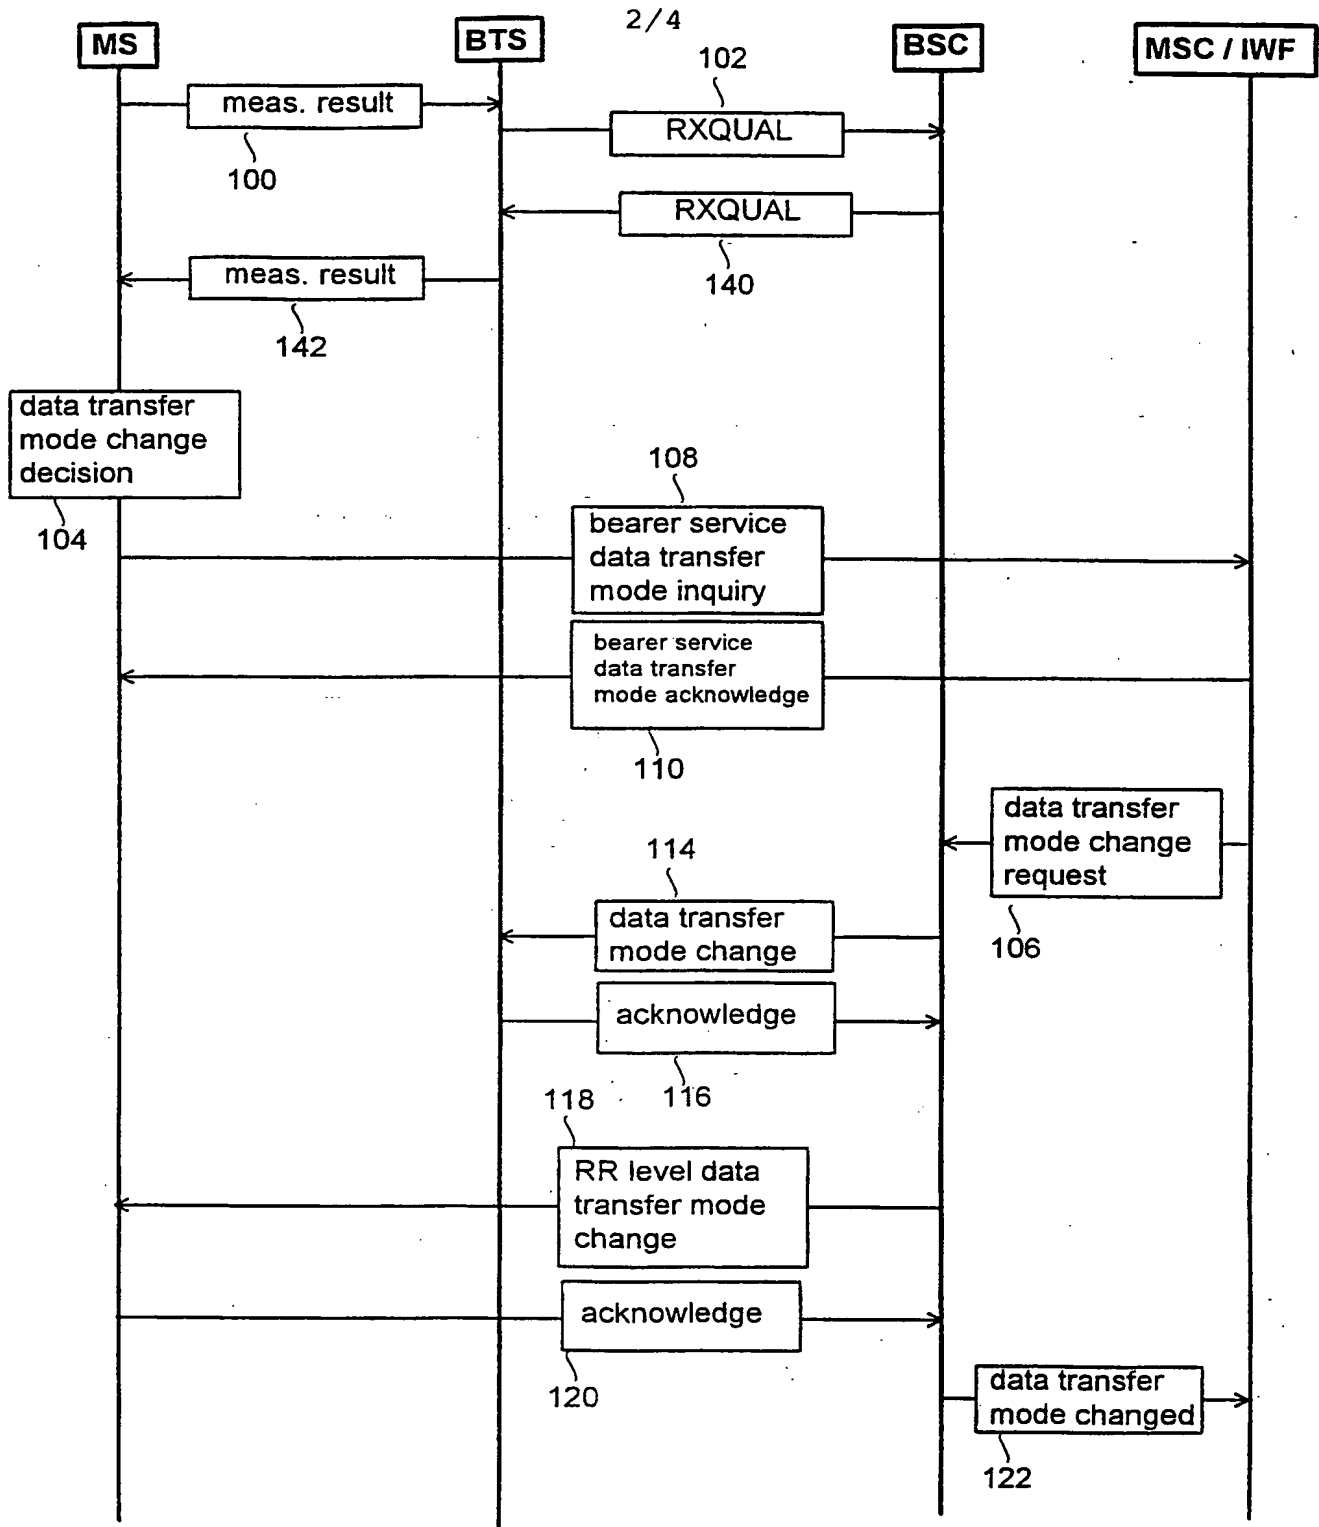 2/4
MS
BTS
BSC
MSC / IWF
meas. result
100
102
RXQUAL
RXQUAL
140
meas. result
142
data transfer
mode change
decision
104
108
bearer service
data transfer
mode inquiry
bearer service
data transfer
mode acknowledge
110
data transfer
mode change
request
106
114
data transfer
mode change
acknowledge
116
118
RR level data
transfer mode
change
acknowledge
120
data transfer
mode changed
122